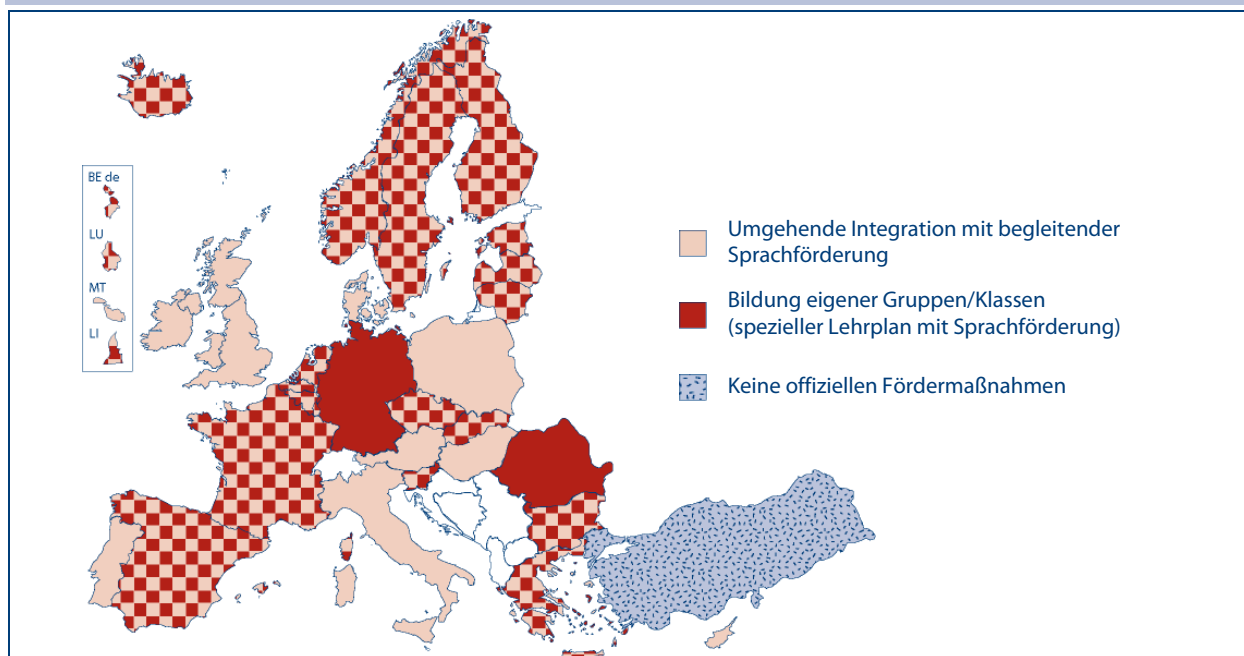 BE de
LU
MT
LI
Umgehende Integration mit begleitender
Sprachförderung
Bildung eigener Gruppen/Klassen
(spezieller Lehrplan mit Sprachförderung)
Keine offiziellen Fördermaßnahmen